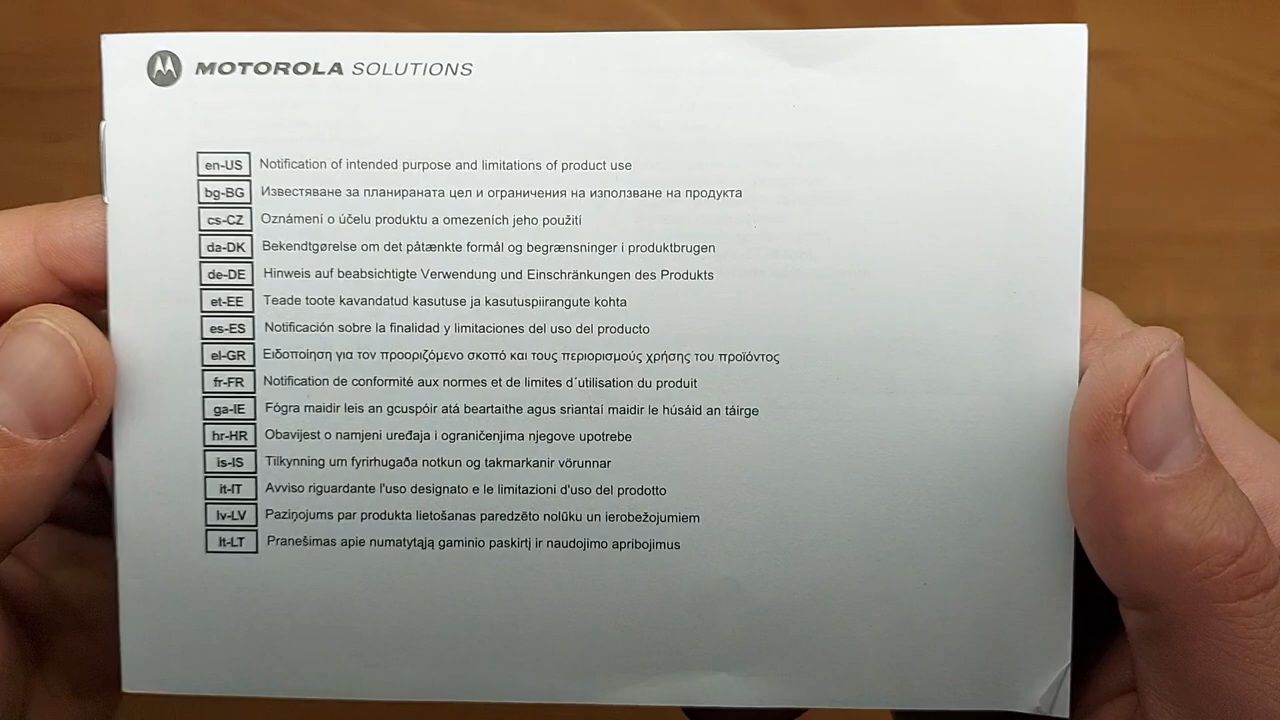 MOTOROLA SOLUTIONS
en-US Notification of intended purpose and limitations of product use
bg-BG Известяване за планираната цел и ограничения на използване на продукта
cs-CZ Oznámení o účelu produktu a omezeních jeho použití
da-DK Bekendtgørelse om det påtænkte formål og begrænsninger i produktbrugen
de-DE Hinweis auf beabsichtigte Verwendung und Einschränkungen des Produkts
et-EE Teade toote kavandatud kasutuse ja kasutuspiirangute kohta
es-ES Notificación sobre la finalidad y limitaciones del uso del producto
el-GR Ειδοποίηση για τον προοριζόμενο σκοπό και τους περιορισμούς χρήσης του προϊόντος
fr-FR Notification de conformité aux normes et de limites d´utilisation du produit
ga-IE Fógra maidir leis an gcuspóir atá beartaithe agus sriantaí maidir le húsáid an táirge
hr-HR Obavijest o namjeni uređaja i ograničenjima njegove upotrebe
is-IS Tilkynning um fyrirhugaða notkun og takmarkanir vörunnar
it-IT Avviso riguardante l'uso designato e le limitazioni d'uso del prodotto
lv-LV Paziņojums par produkta lietošanas paredzēto nolūku un ierobežojumiem
lt-LT Pranešimas apie numatytąją gaminio paskirtį ir naudojimo apribojimus